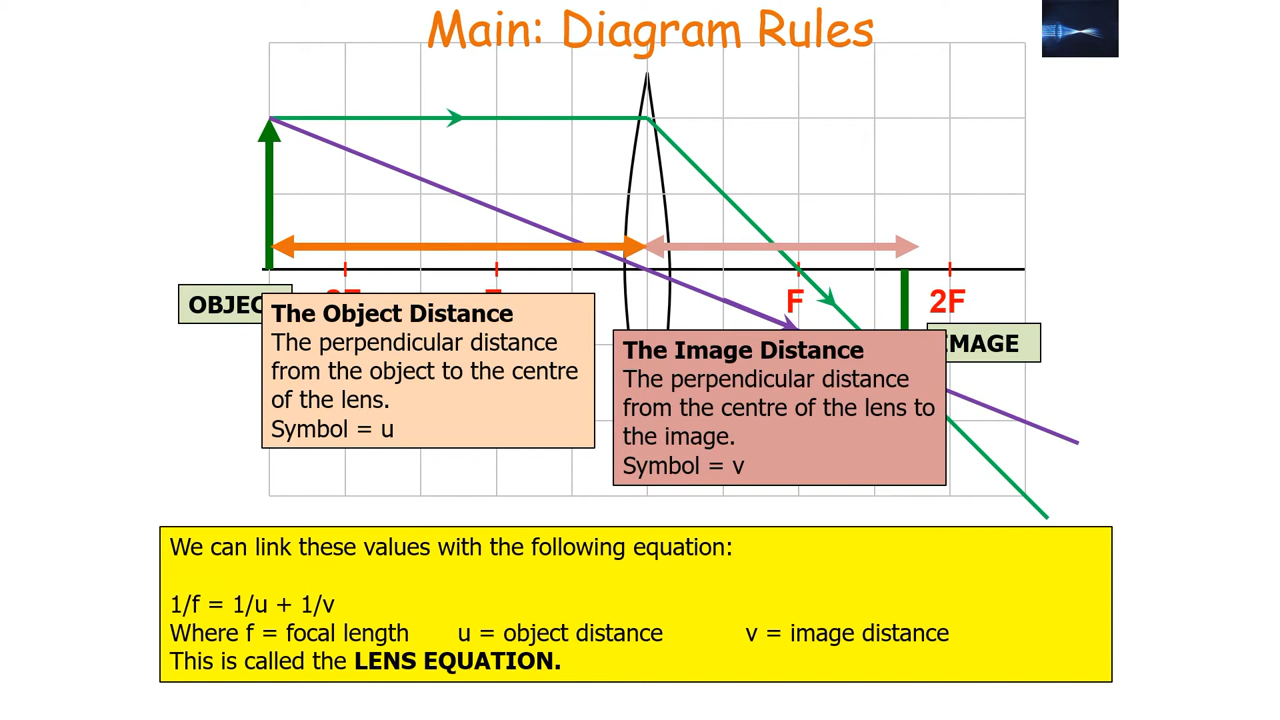 Main: Diagram Rules
F
2F
OBJEC
IMAGE
The Object Distance
The perpendicular distance
from the object to the centre
of the lens.
Symbol = u
The Image Distance
The perpendicular distance
from the centre of the lens to
the image.
Symbol = v
We can link these values with the following equation:
1/f = 1/u + 1/v
Where f = focal length u = object distance v = image distance
This is called the LENS EQUATION.